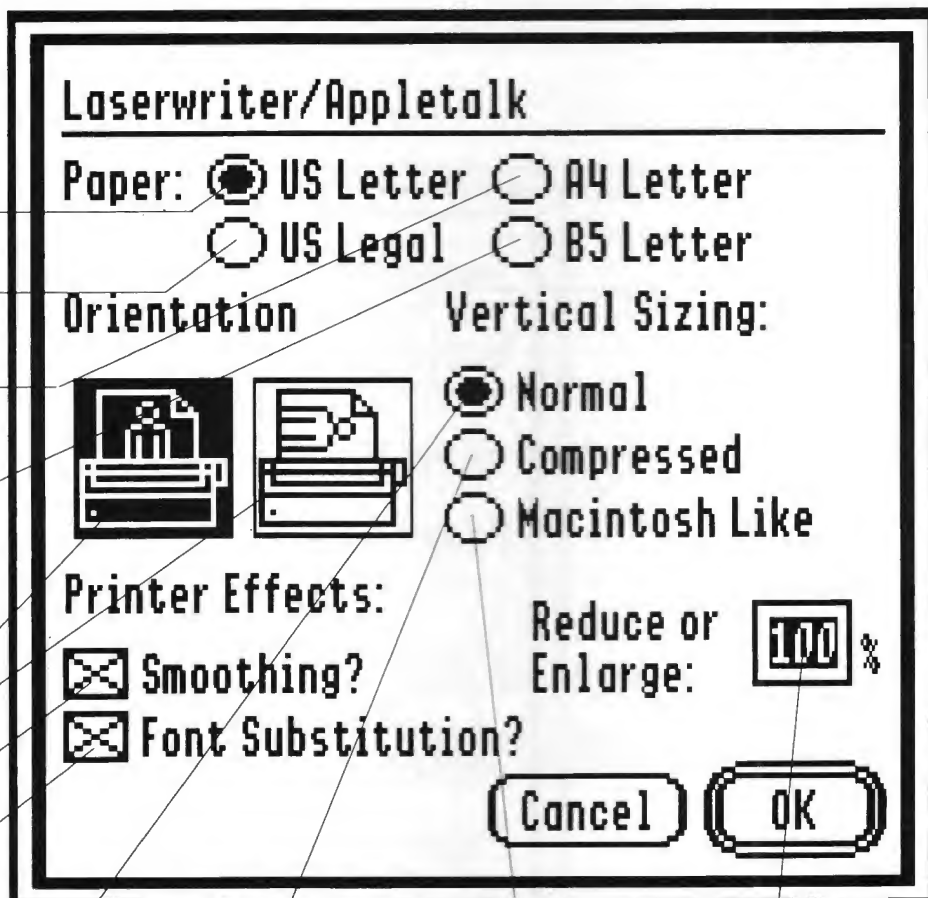 Laserwriter/Appletalk
Paper: US Letter A4 Letter
US Legal B5 Letter
Orientation Vertical Sizing:
Normal
Compressed
Macintosh Like
Printer Effects:
Smoothing?
Font Substitution?
Reduce or
Enlarge: 100 %
Cancel OK